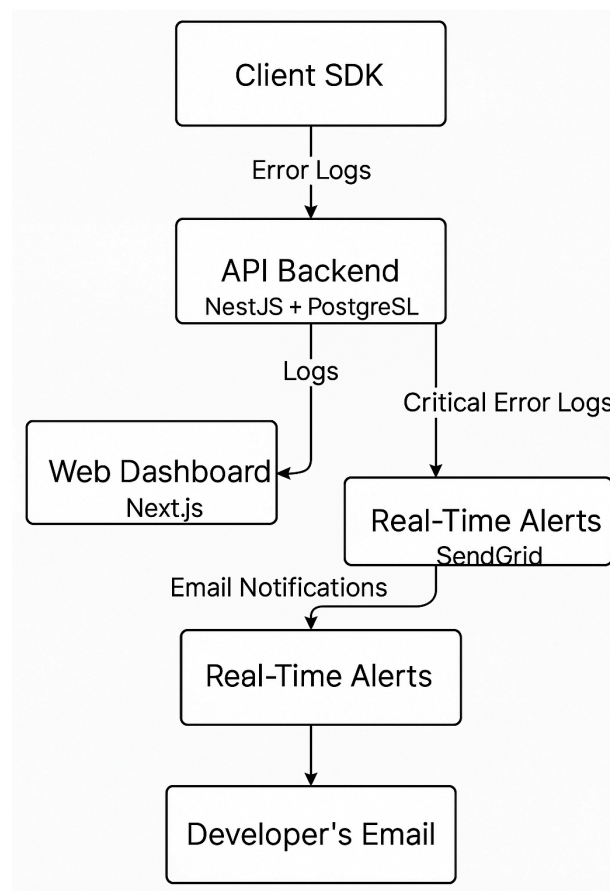 Client SDK
Error Logs
API Backend
NestJS + PostgreSL
Logs
Critical Error Logs
Web Dashboard
Next.js
Real-Time Alerts
SendGrid
Email Notifications
Real-Time Alerts
Developer's Email